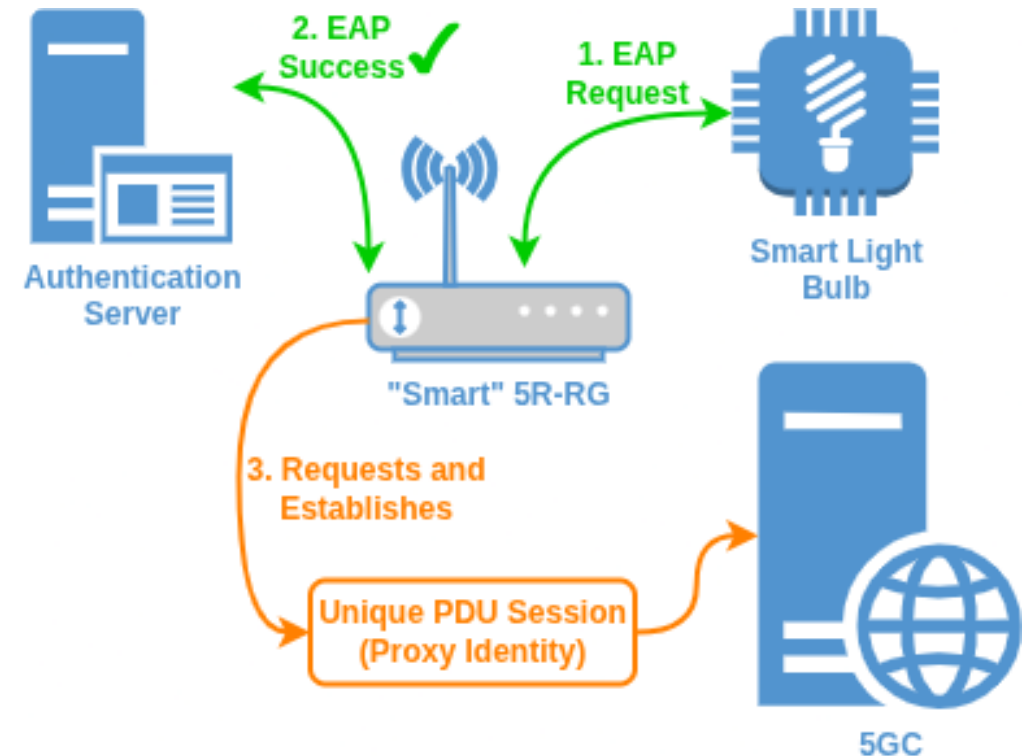 2. EAP
Success
1. EAP
Request
Authentication
Server
Smart Light
Bulb
"Smart" 5R-RG
3. Requests and
Establishes
Unique PDU Session
(Proxy Identity)
5GC